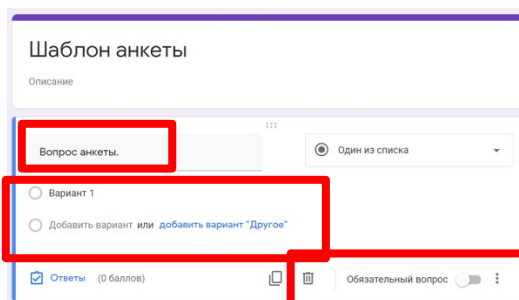 Шаблон анкеты
Описание
Вопрос анкеты.
Один из списка
Вариант 1
Добавить вариант или добавить вариант "Другое"
Ответы (0 баллов)
Обязательный вопрос